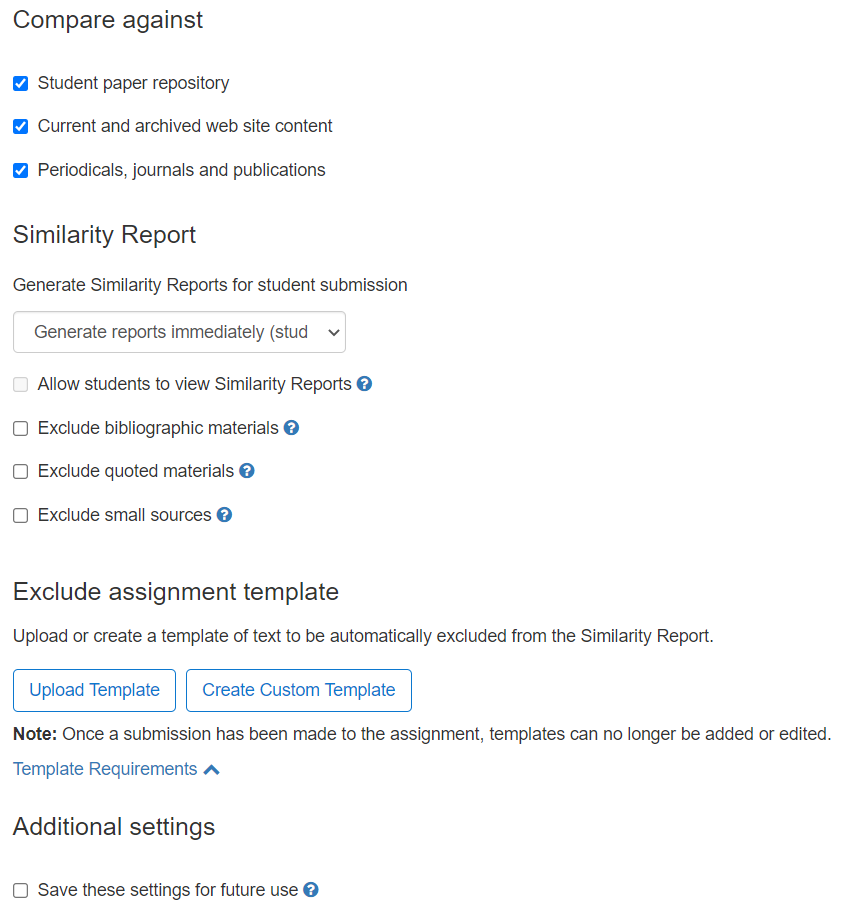 Compare against
Student paper repository
Current and archived web site content
Periodicals, journals and publications
Similarity Report
Generate Similarity Reports for student submission
Generate reports immediately (stud
Allow students to view Similarity Reports ?
Exclude bibliographic materials ?
Exclude quoted materials ?
Exclude small sources ?
Exclude assignment template
Upload or create a template of text to be automatically excluded from the Similarity Report.
Upload Template Create Custom Template
Note: Once a submission has been made to the assignment, templates can no longer be added or edited.
Template Requirements
Additional settings
Save these settings for future use ?